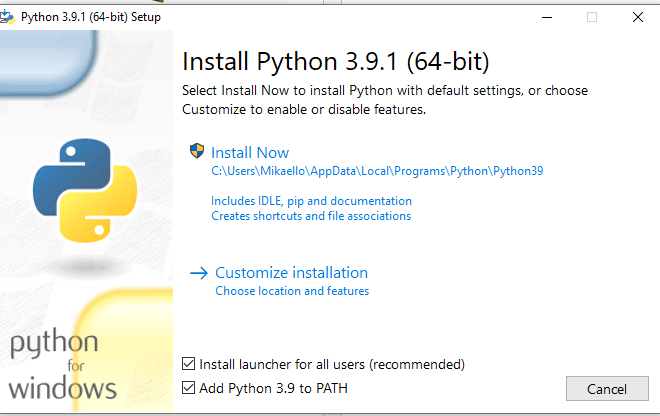 Python 3.9.1 (64-bit) Setup
Install Python 3.9.1 (64-bit)
Select Install Now to install Python with default settings, or choose
Customize to enable or disable features.
Install Now
C:\Users\Mikaello\AppData\Local\Programs\Python\Python39
Includes IDLE, pip and documentation
Creates shortcuts and file associations
Customize installation
Choose location and features
python
for
windows
Install launcher for all users (recommended)
Add Python 3.9 to PATH
Cancel